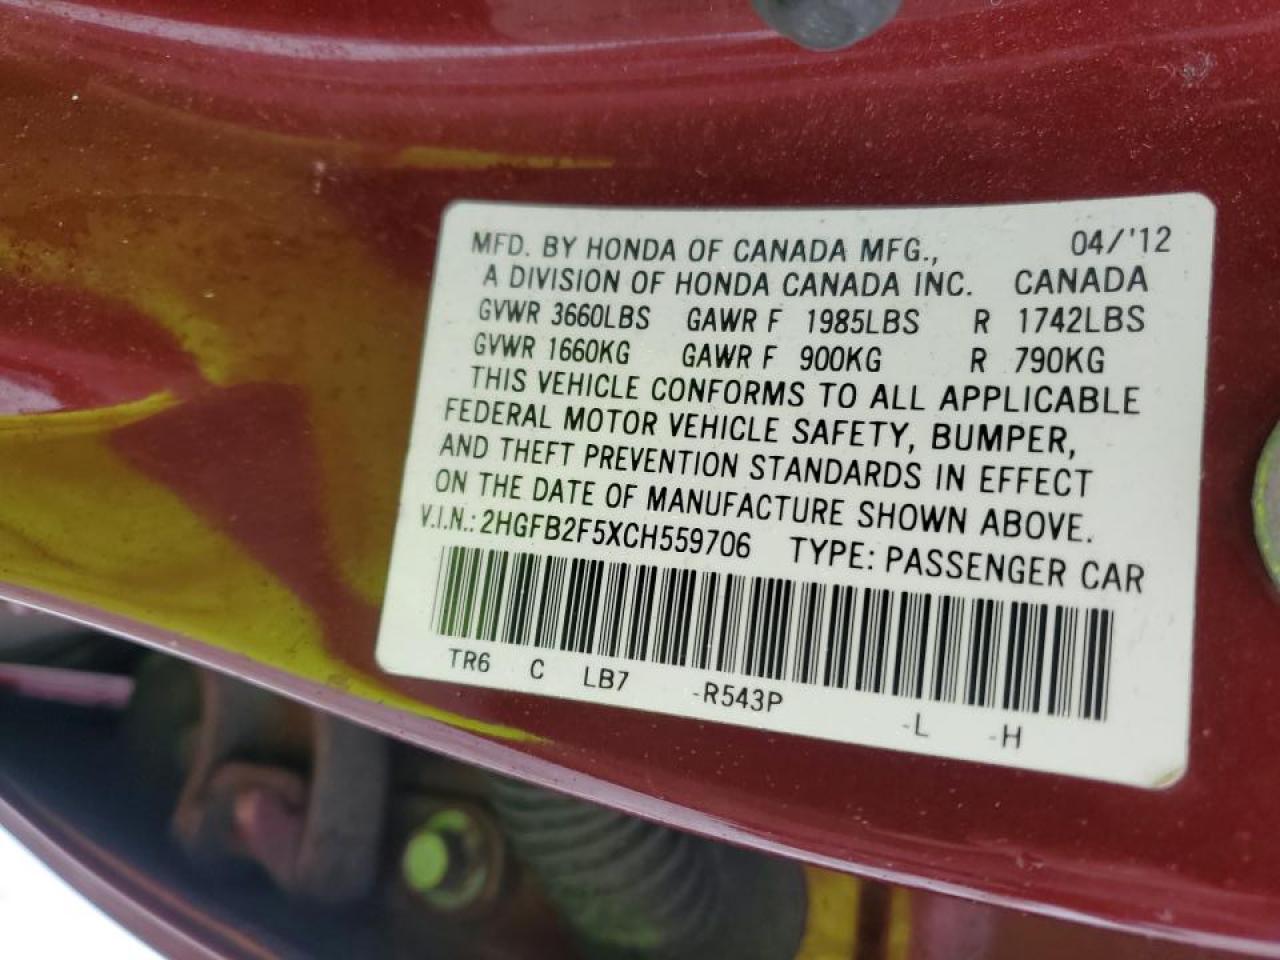 MFD. BY HONDA OF CANADA MFG., 04/'12
A DIVISION OF HONDA CANADA INC. CANADA
GVWR 3660LBS GAWR F 1985LBS R 1742LBS
GVWR 1660KG GAWR F 900KG R 790KG
THIS VEHICLE CONFORMS TO ALL APPLICABLE
FEDERAL MOTOR VEHICLE SAFETY, BUMPER,
AND THEFT PREVENTION STANDARDS IN EFFECT
ON THE DATE OF MANUFACTURE SHOWN ABOVE.
V.I.N.: 2HGFB2F5XCH559706 TYPE: PASSENGER CAR
TR6 C LB7 -R543P -L -H